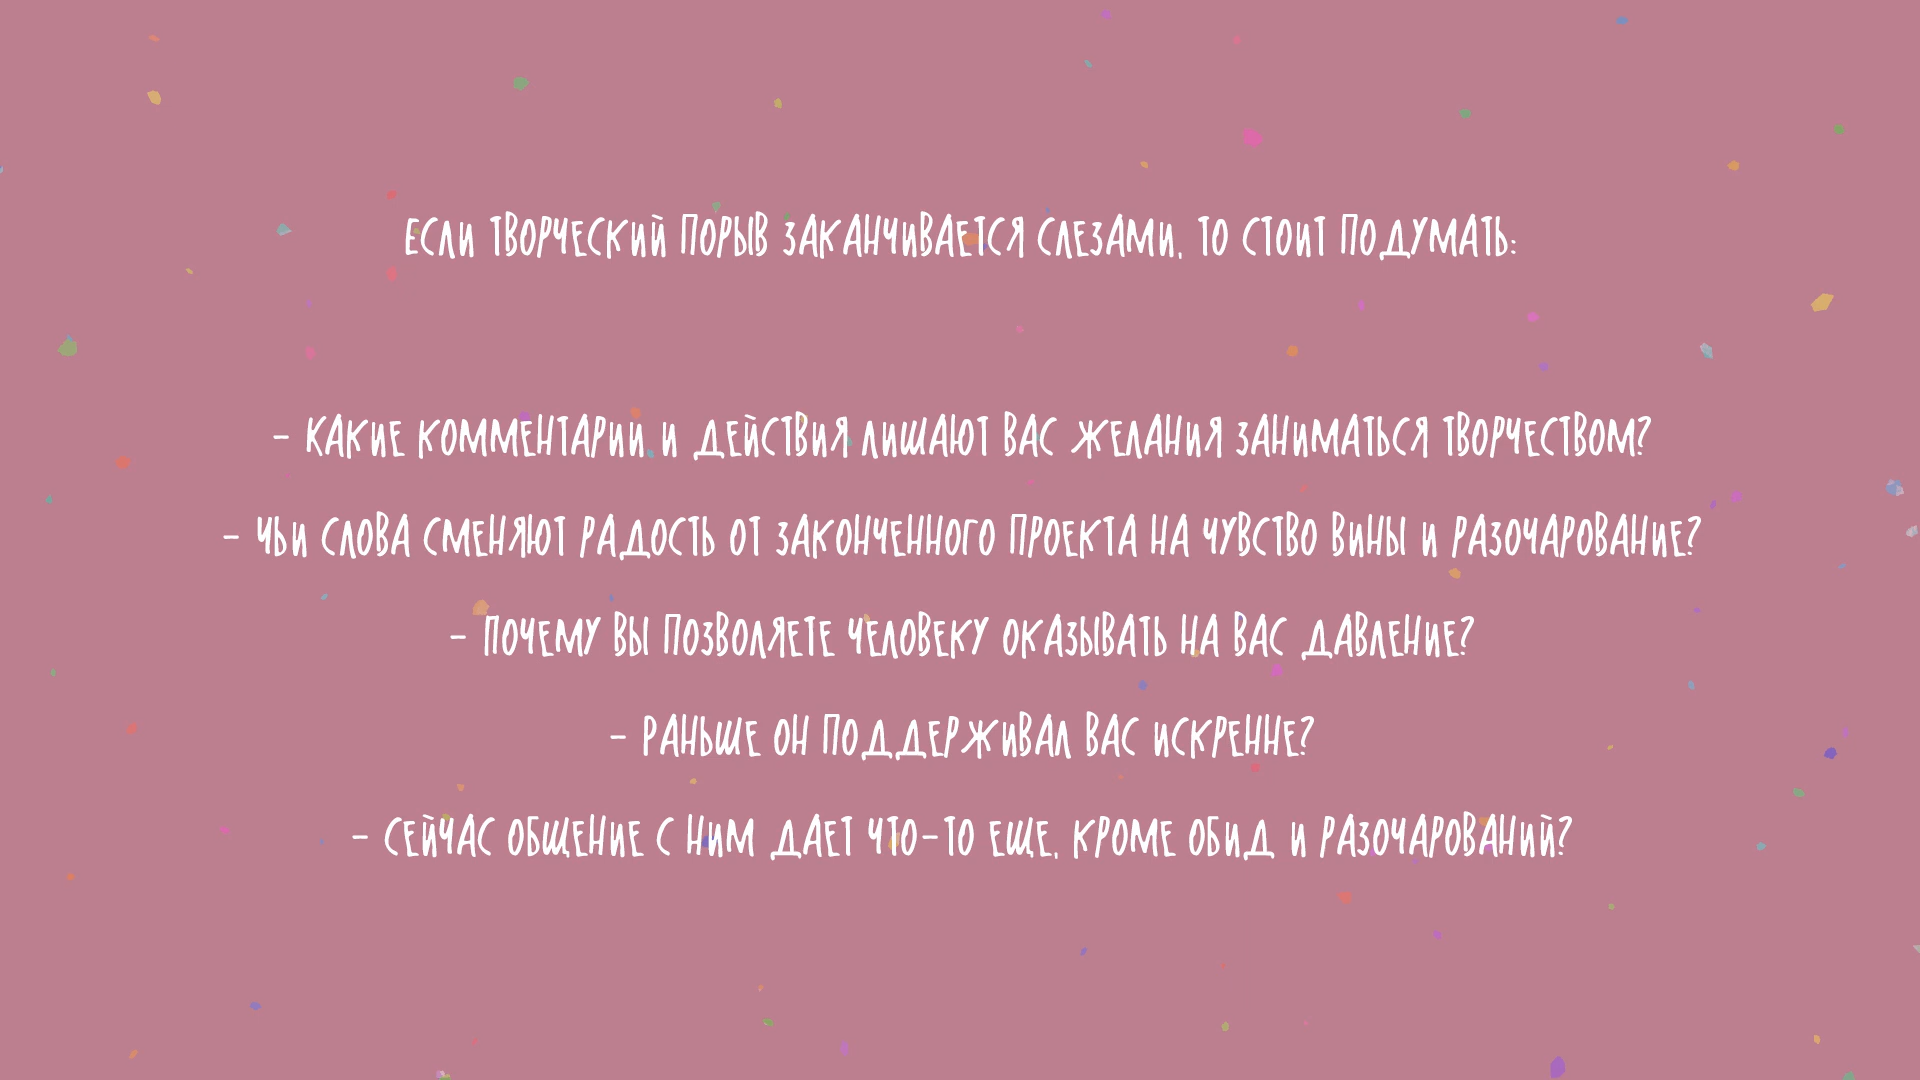 ЕСЛИ ТВОРЧЕСКИЙ ПОРЫВ ЗАКАНЧИВАЕТСЯ СЛЕЗАМИ, ТО СТОИТ ПОДУМАТЬ:
- КАКИЕ КОММЕНТАРИИ И ДЕЙСТВИЯ ЛИШАЮТ ВАС ЖЕЛАНИЯ ЗАНИМАТЬСЯ ТВОРЧЕСТВОМ?
- ЧЬИ СЛОВА СМЕНЯЮТ РАДОСТЬ ОТ ЗАКОНЧЕННОГО ПРОЕКТА НА ЧУВСТВО ВИНЫ И РАЗОЧАРОВАНИЕ?
- ПОЧЕМУ ВЫ ПОЗВОЛЯЕТЕ ЧЕЛОВЕКУ ОКАЗЫВАТЬ НА ВАС ДАВЛЕНИЕ?
- РАНЬШЕ ОН ПОДДЕРЖИВАЛ ВАС ИСКРЕННЕ?
- СЕЙЧАС ОБЩЕНИЕ С НИМ ДАЕТ ЧТО-ТО ЕЩЕ, КРОМЕ ОБИД И РАЗОЧАРОВАНИЙ?